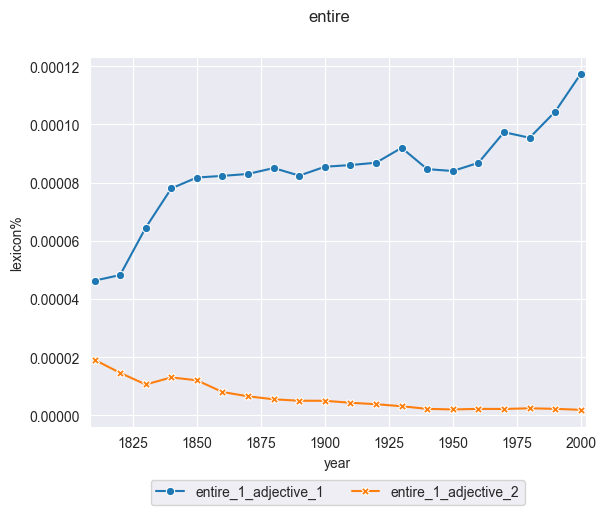 entire
0.00012
0.00010
0.00008
0.00006
0.00004
0.00002
0.00000
lexicon%
1825 1850 1875 1900 1925 1950 1975 2000
year
entire_1_adjective_1 entire_1_adjective_2